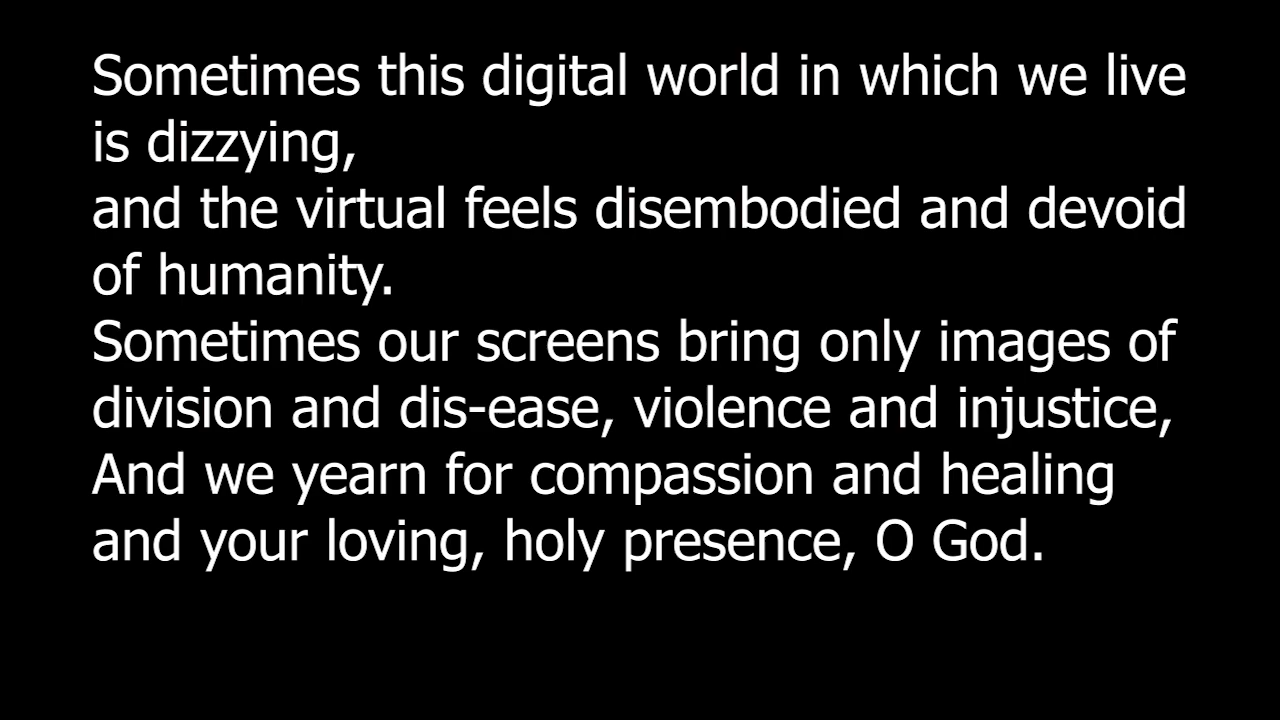 Sometimes this digital world in which we live
is dizzying,
and the virtual feels disembodied and devoid
of humanity.
Sometimes our screens bring only images of
division and dis-ease, violence and injustice,
And we yearn for compassion and healing
and your loving, holy presence, O God.